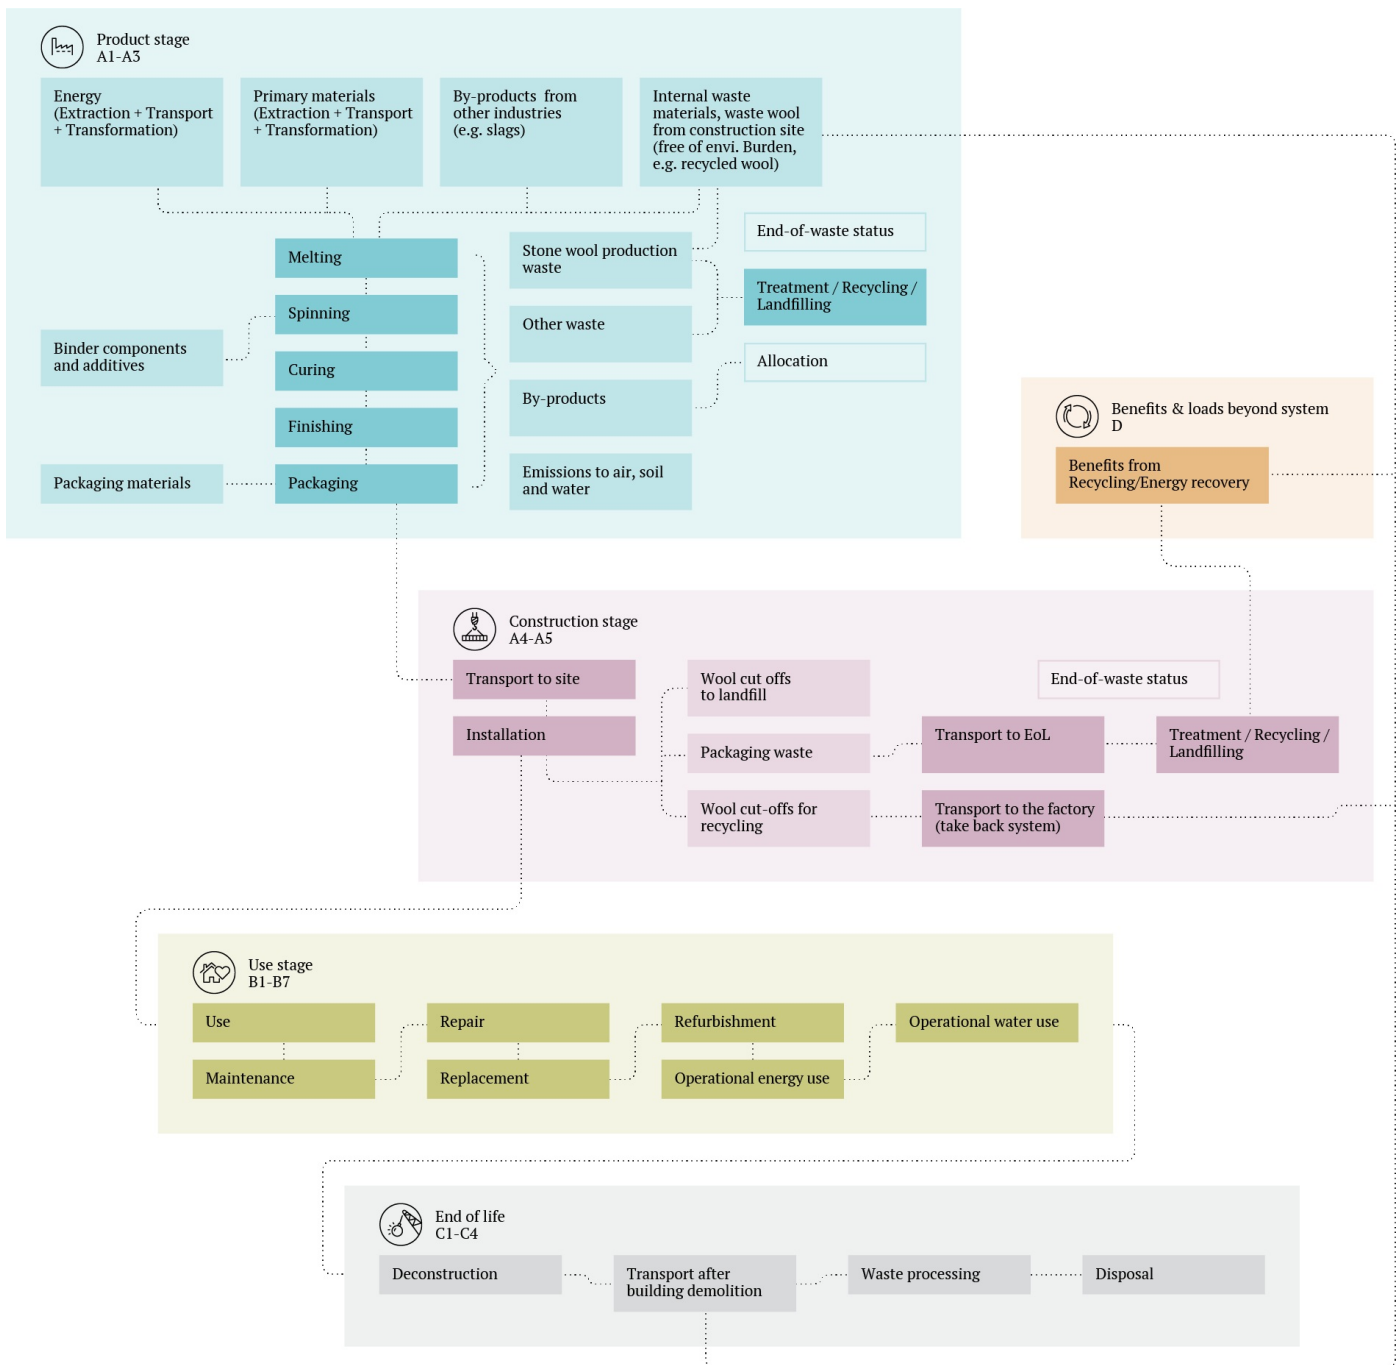 Product stage
A1-A3
Energy
(Extraction + Transport
+ Transformation)
Primary materials
(Extraction + Transport
+ Transformation)
By-products from
other industries
(e.g. slags)
Internal waste
materials, waste wool
from construction site
(free of envi. Burden,
e.g. recycled wool)
Melting
Spinning
Curing
Finishing
Packaging
Binder components
and additives
Packaging materials
Stone wool production
waste
Other waste
By-products
Emissions to air, soil
and water
End-of-waste status
Treatment / Recycling /
Landfilling
Allocation
Benefits & loads beyond system
D
Benefits from
Recycling/Energy recovery
Construction stage
A4-A5
Transport to site
Installation
Wool cut offs
to landfill
Packaging waste
Wool cut-offs for
recycling
End-of-waste status
Transport to EoL
Treatment / Recycling /
Landfilling
Transport to the factory
(take back system)
Use stage
B1-B7
Use
Maintenance
Repair
Replacement
Refurbishment
Operational energy use
Operational water use
End of life
C1-C4
Deconstruction
Transport after
building demolition
Waste processing
Disposal